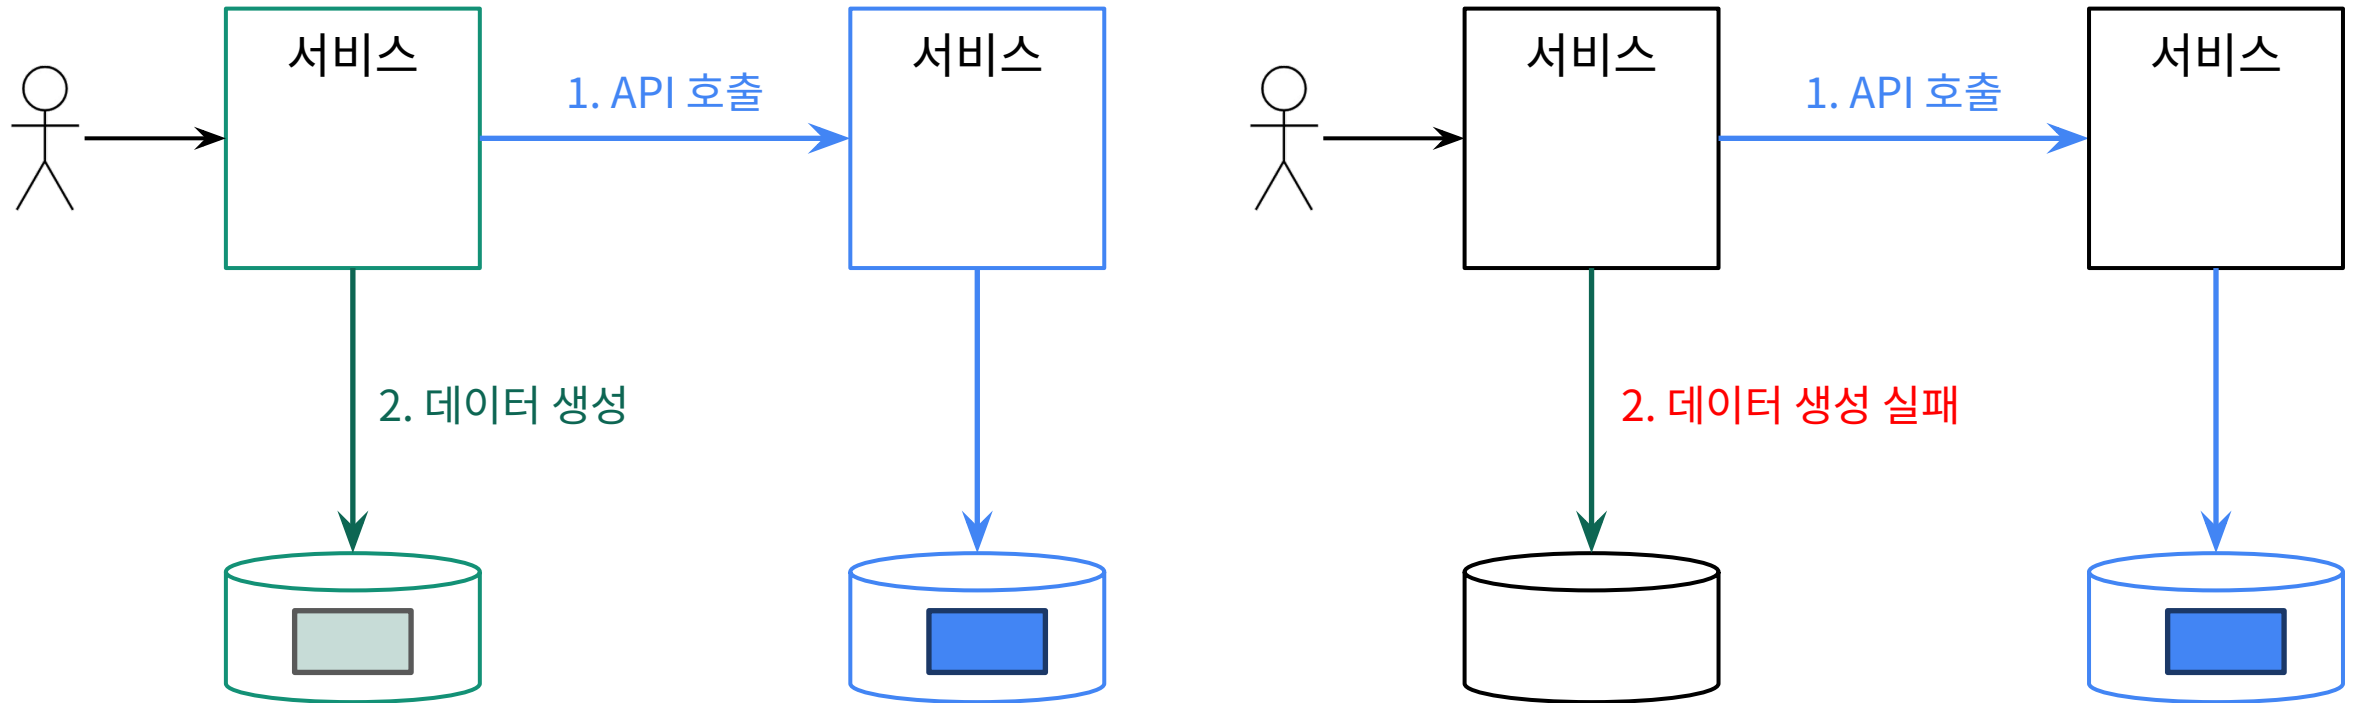 서비스
서비스
1. API 호출
2. 데이터 생성
서비스
서비스
1. API 호출
2. 데이터 생성 실패